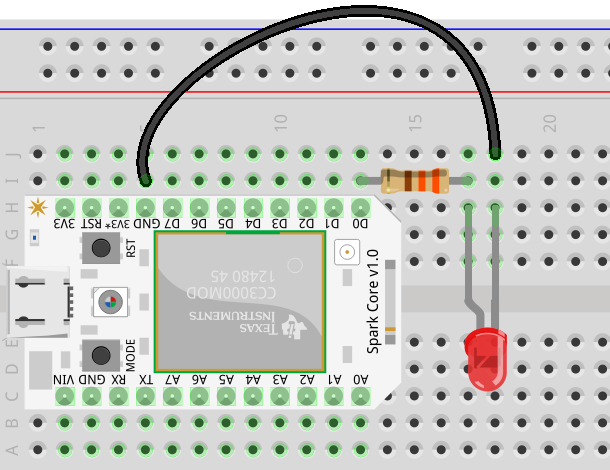 1 10 15 20
J
I
H
G
F
E
D
C
B
A
3V3 RST 3V3* GND D7 D6 D5 D4 D3 D2 D1 D0
RST
MODE
CC3000MOD
12480 45
TEXAS
INSTRUMENTS
Spark Core v1.0
VIN GND RX TX A7 A6 A5 A4 A3 A2 A1 A0